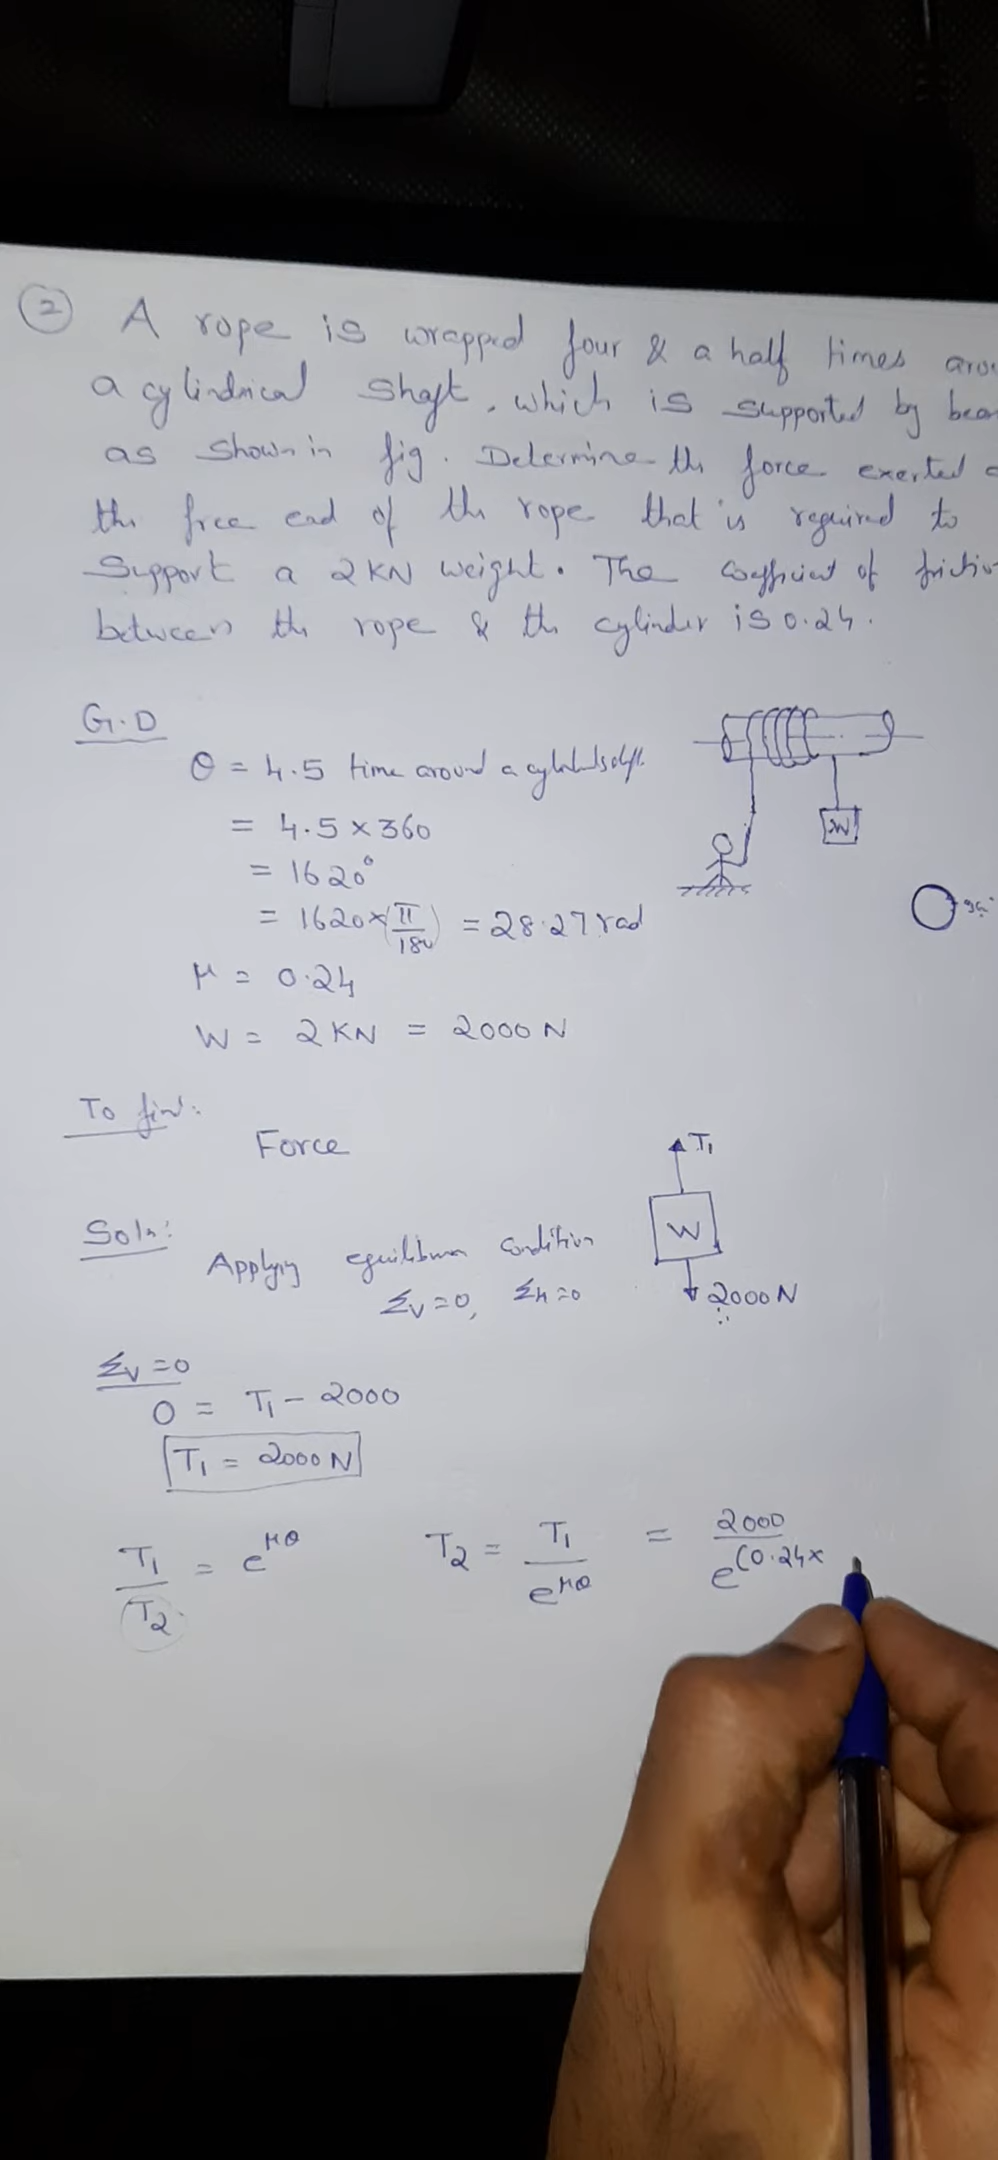 2 A rope is wrapped four & a half times
a cylindrical shaft, which is supported by
as shown in fig. Determine the force exerted
the free end of the rope that is required to
Support a 2KN weight. The coefficient of
between the rope & the cylinder is 0.24.
G.D
θ = 4.5 time around a
= 4.5 × 360
= 1620°
= 1620 × (π/180) = 28.27 rad
μ = 0.24
W = 2 KN = 2000 N
W
To find:
Force
T1
W
2000 N
Soln:
Applying equilibrium condition
Σv=0, ΣH=0
Σv=0
0 = T1 - 2000
T1 = 2000 N
T1/T2 = e^μθ T2 = T1/e^μθ = 2000/e^(0.24×